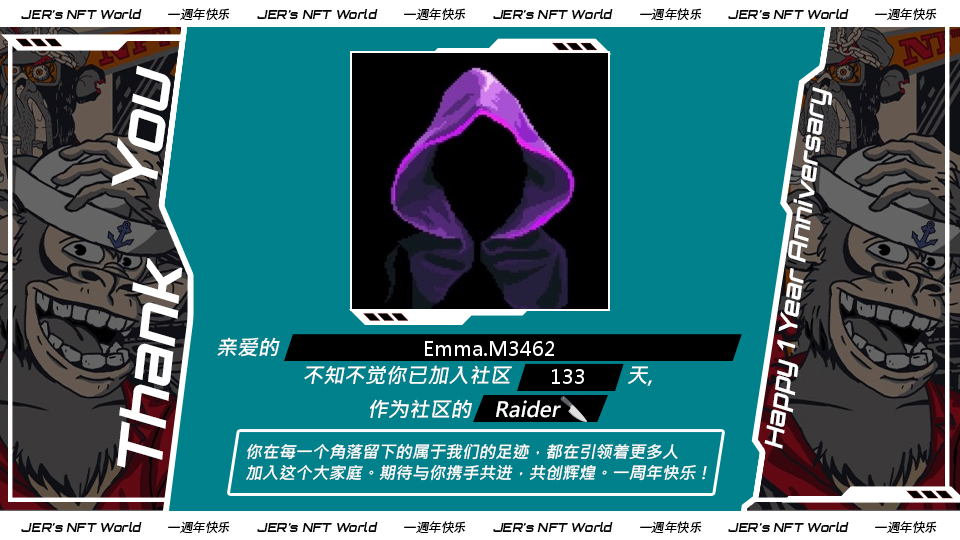 JER's NFT World 一週年快乐 JER's NFT World 一週年快乐 JER's NFT World 一週年快乐 JER's NFT World 一週年快乐
Thank You
亲爱的 Emma.M3462
不知不觉你已加入社区 133 天,
作为社区的 Raider
你在每一个角落留下的属于我们的足迹，都在引领着更多人
加入这个大家庭。期待与你携手共进，共创辉煌。一周年快乐！
Happy 1 Year Anniversary
JER's NFT World 一週年快乐 JER's NFT World 一週年快乐 JER's NFT World 一週年快乐 JER's NFT World 一週年快乐